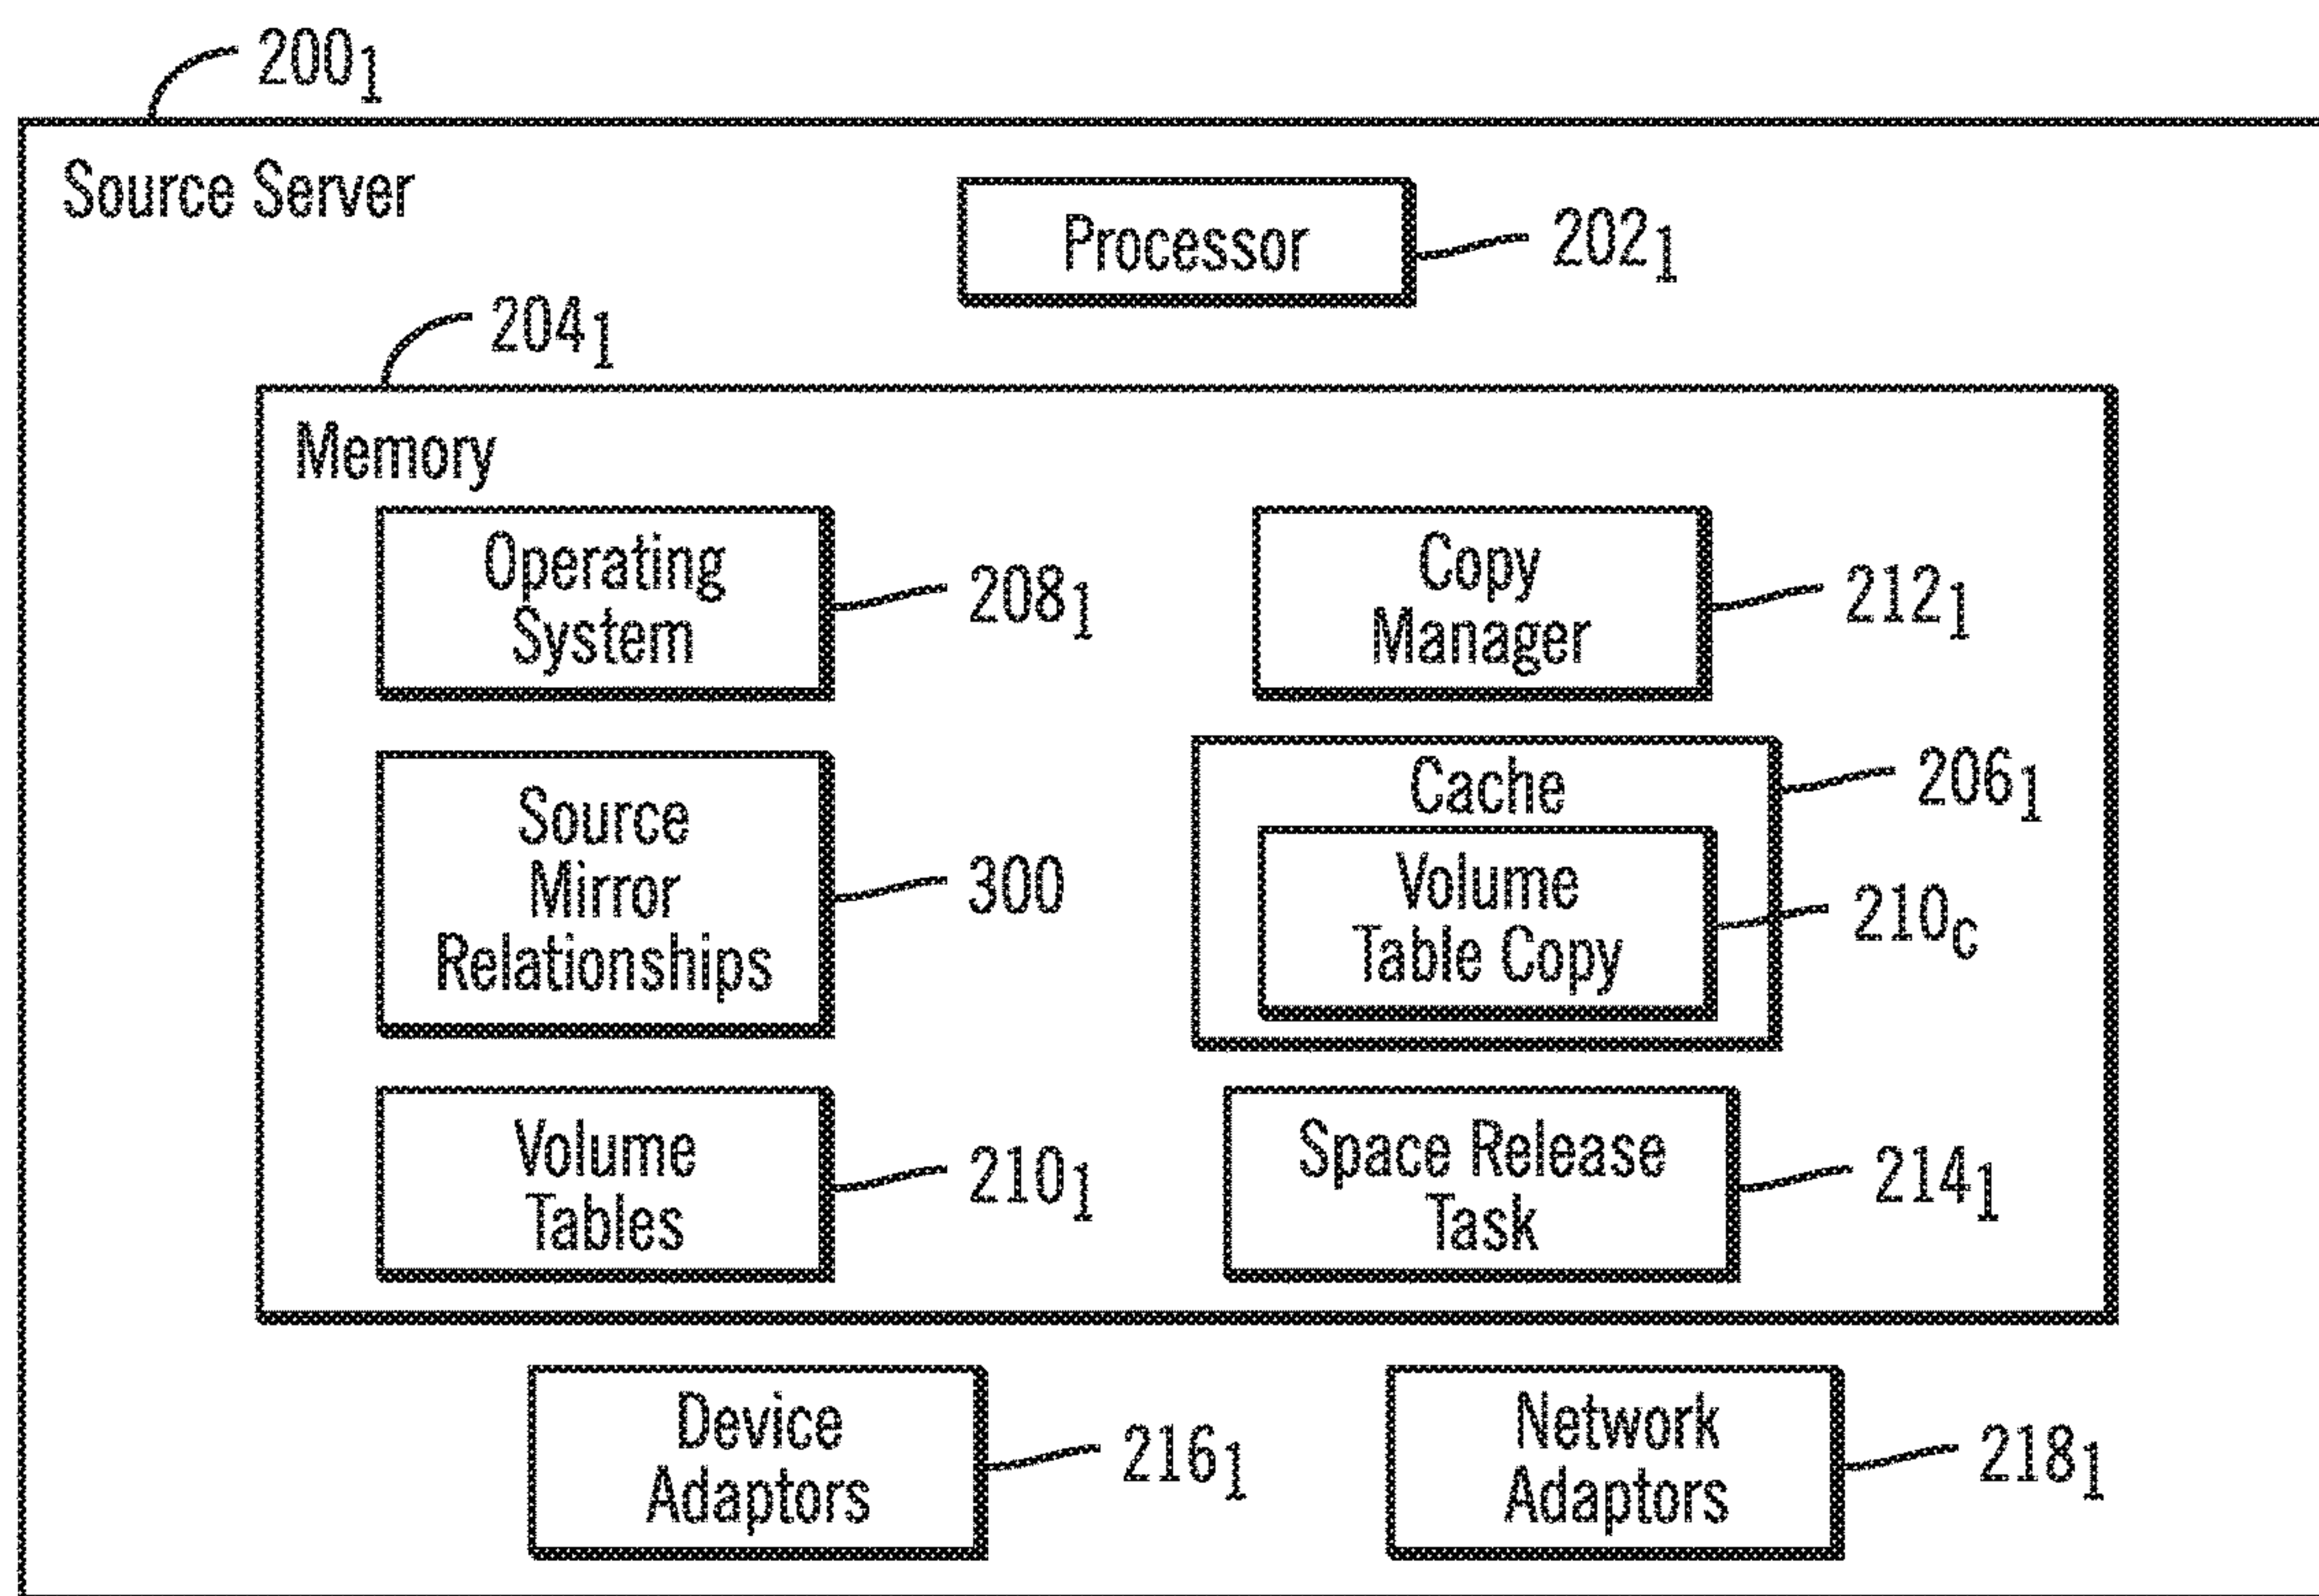 200₁
Source Server
Processor
202₁
204₁
Memory
Operating
System
208₁
Copy
Manager
212₁
Source
Mirror
Relationships
300
Cache
206₁
Volume
Table Copy
210c
Volume
Tables
210₁
Space Release
Task
214₁
Device
Adaptors
216₁
Network
Adaptors
218₁